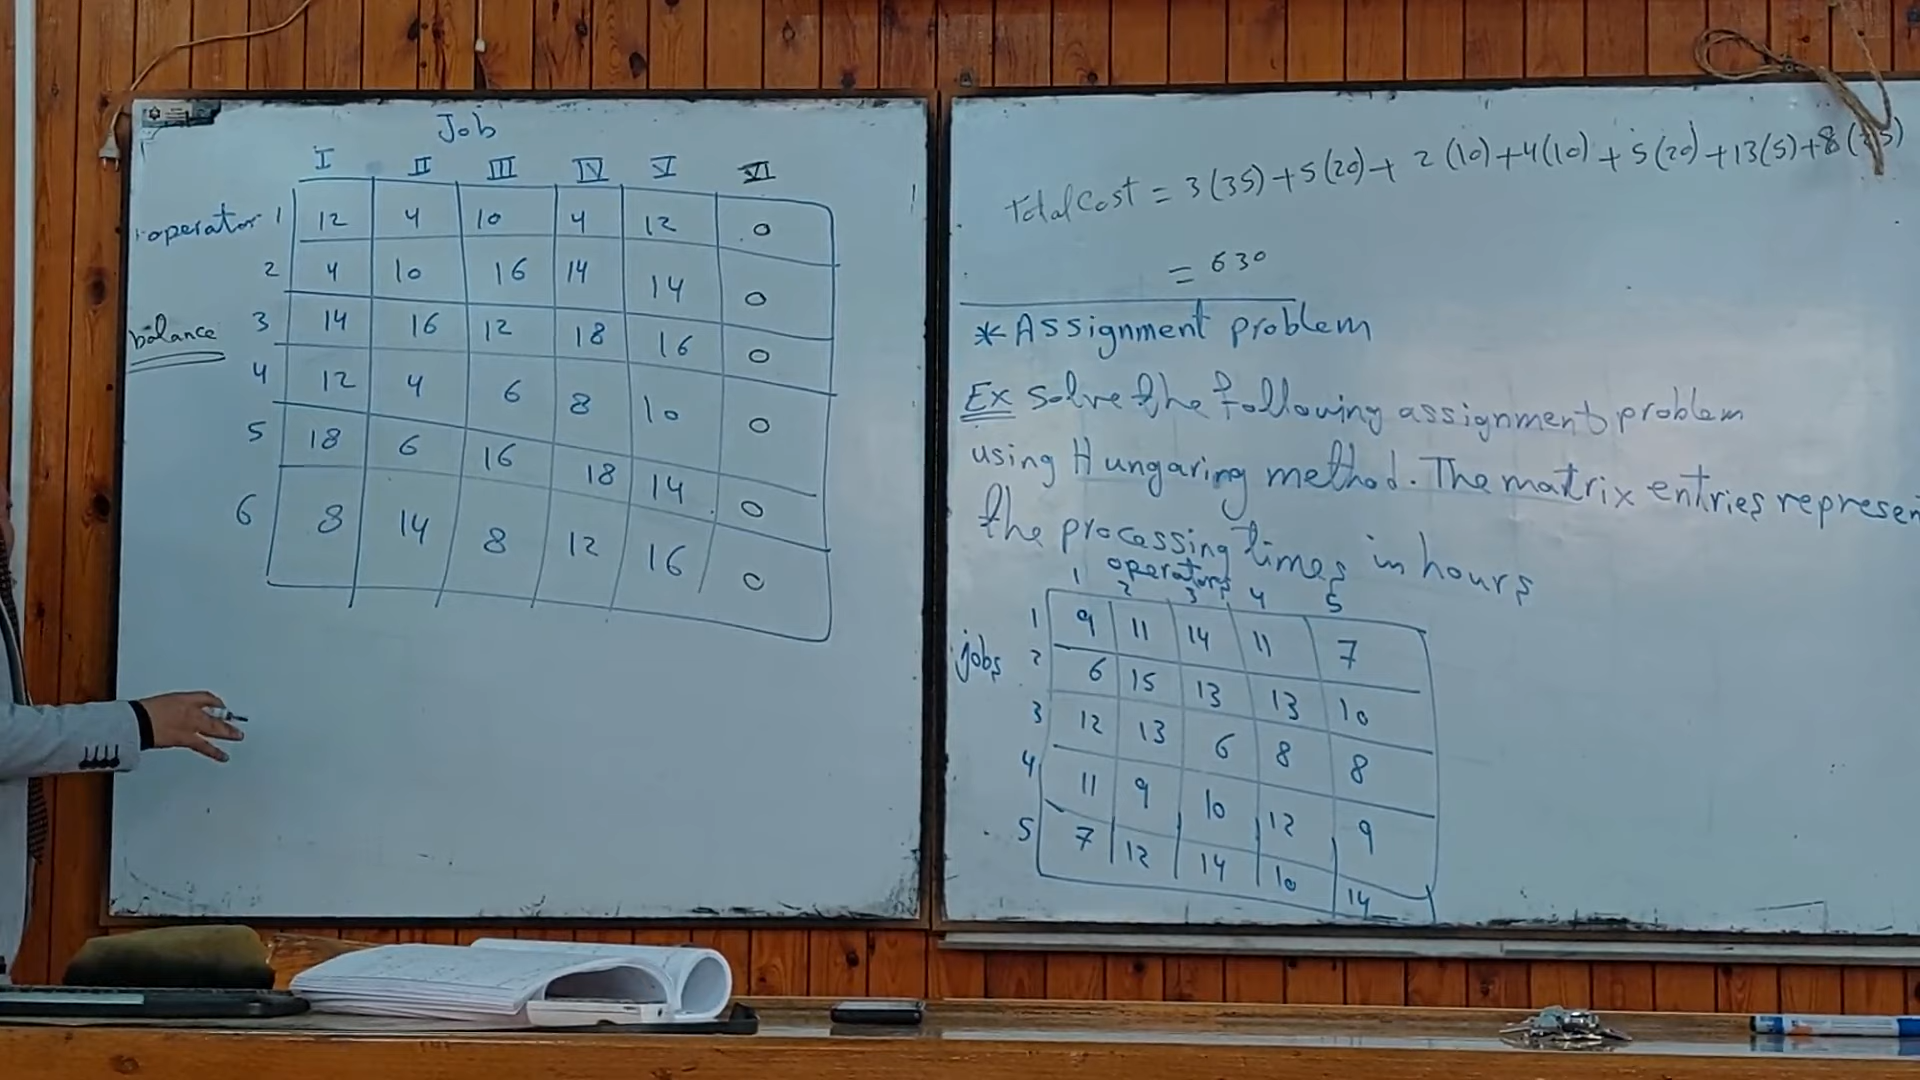 Job
I II III IV V VI
operator 1 12 4 10 4 12 0
2 4 10 16 14 14 0
balance 3 14 16 12 18 16 0
4 12 4 6 8 10 0
5 18 6 16 18 14 0
6 8 14 8 12 16 0
Total Cost = 3(35)+5(20)+ 2(10)+4(10)+5(20)+13(5)+8(
= 630
* Assignment problem
Ex Solve the following assignment problem
using Hungaring method. The matrix entries represen
the processing times in hours
operators
1 2 3 4 5
jobs 1 9 11 14 11 7
2 6 15 13 13 10
3 12 13 6 8 8
4 11 9 10 12 9
5 7 12 14 10 14